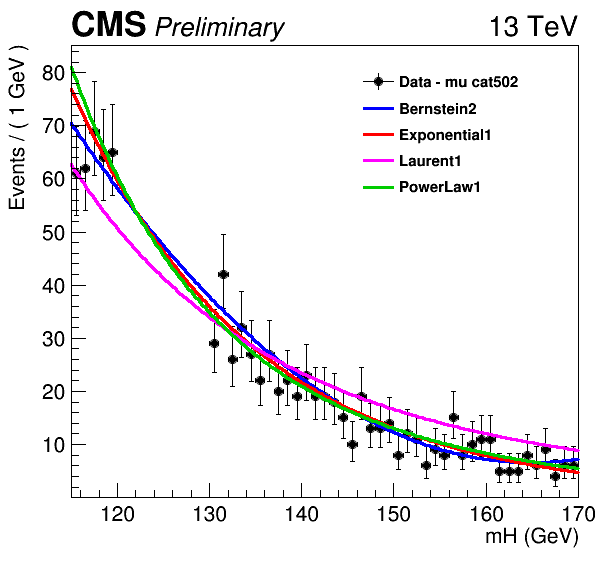 CMS Preliminary 13 TeV
Events / ( 1 GeV )
80
70
60
50
40
30
20
10
Data - mu cat502
Bernstein2
Exponential1
Laurent1
PowerLaw1
120 130 140 150 160 170
mH (GeV)